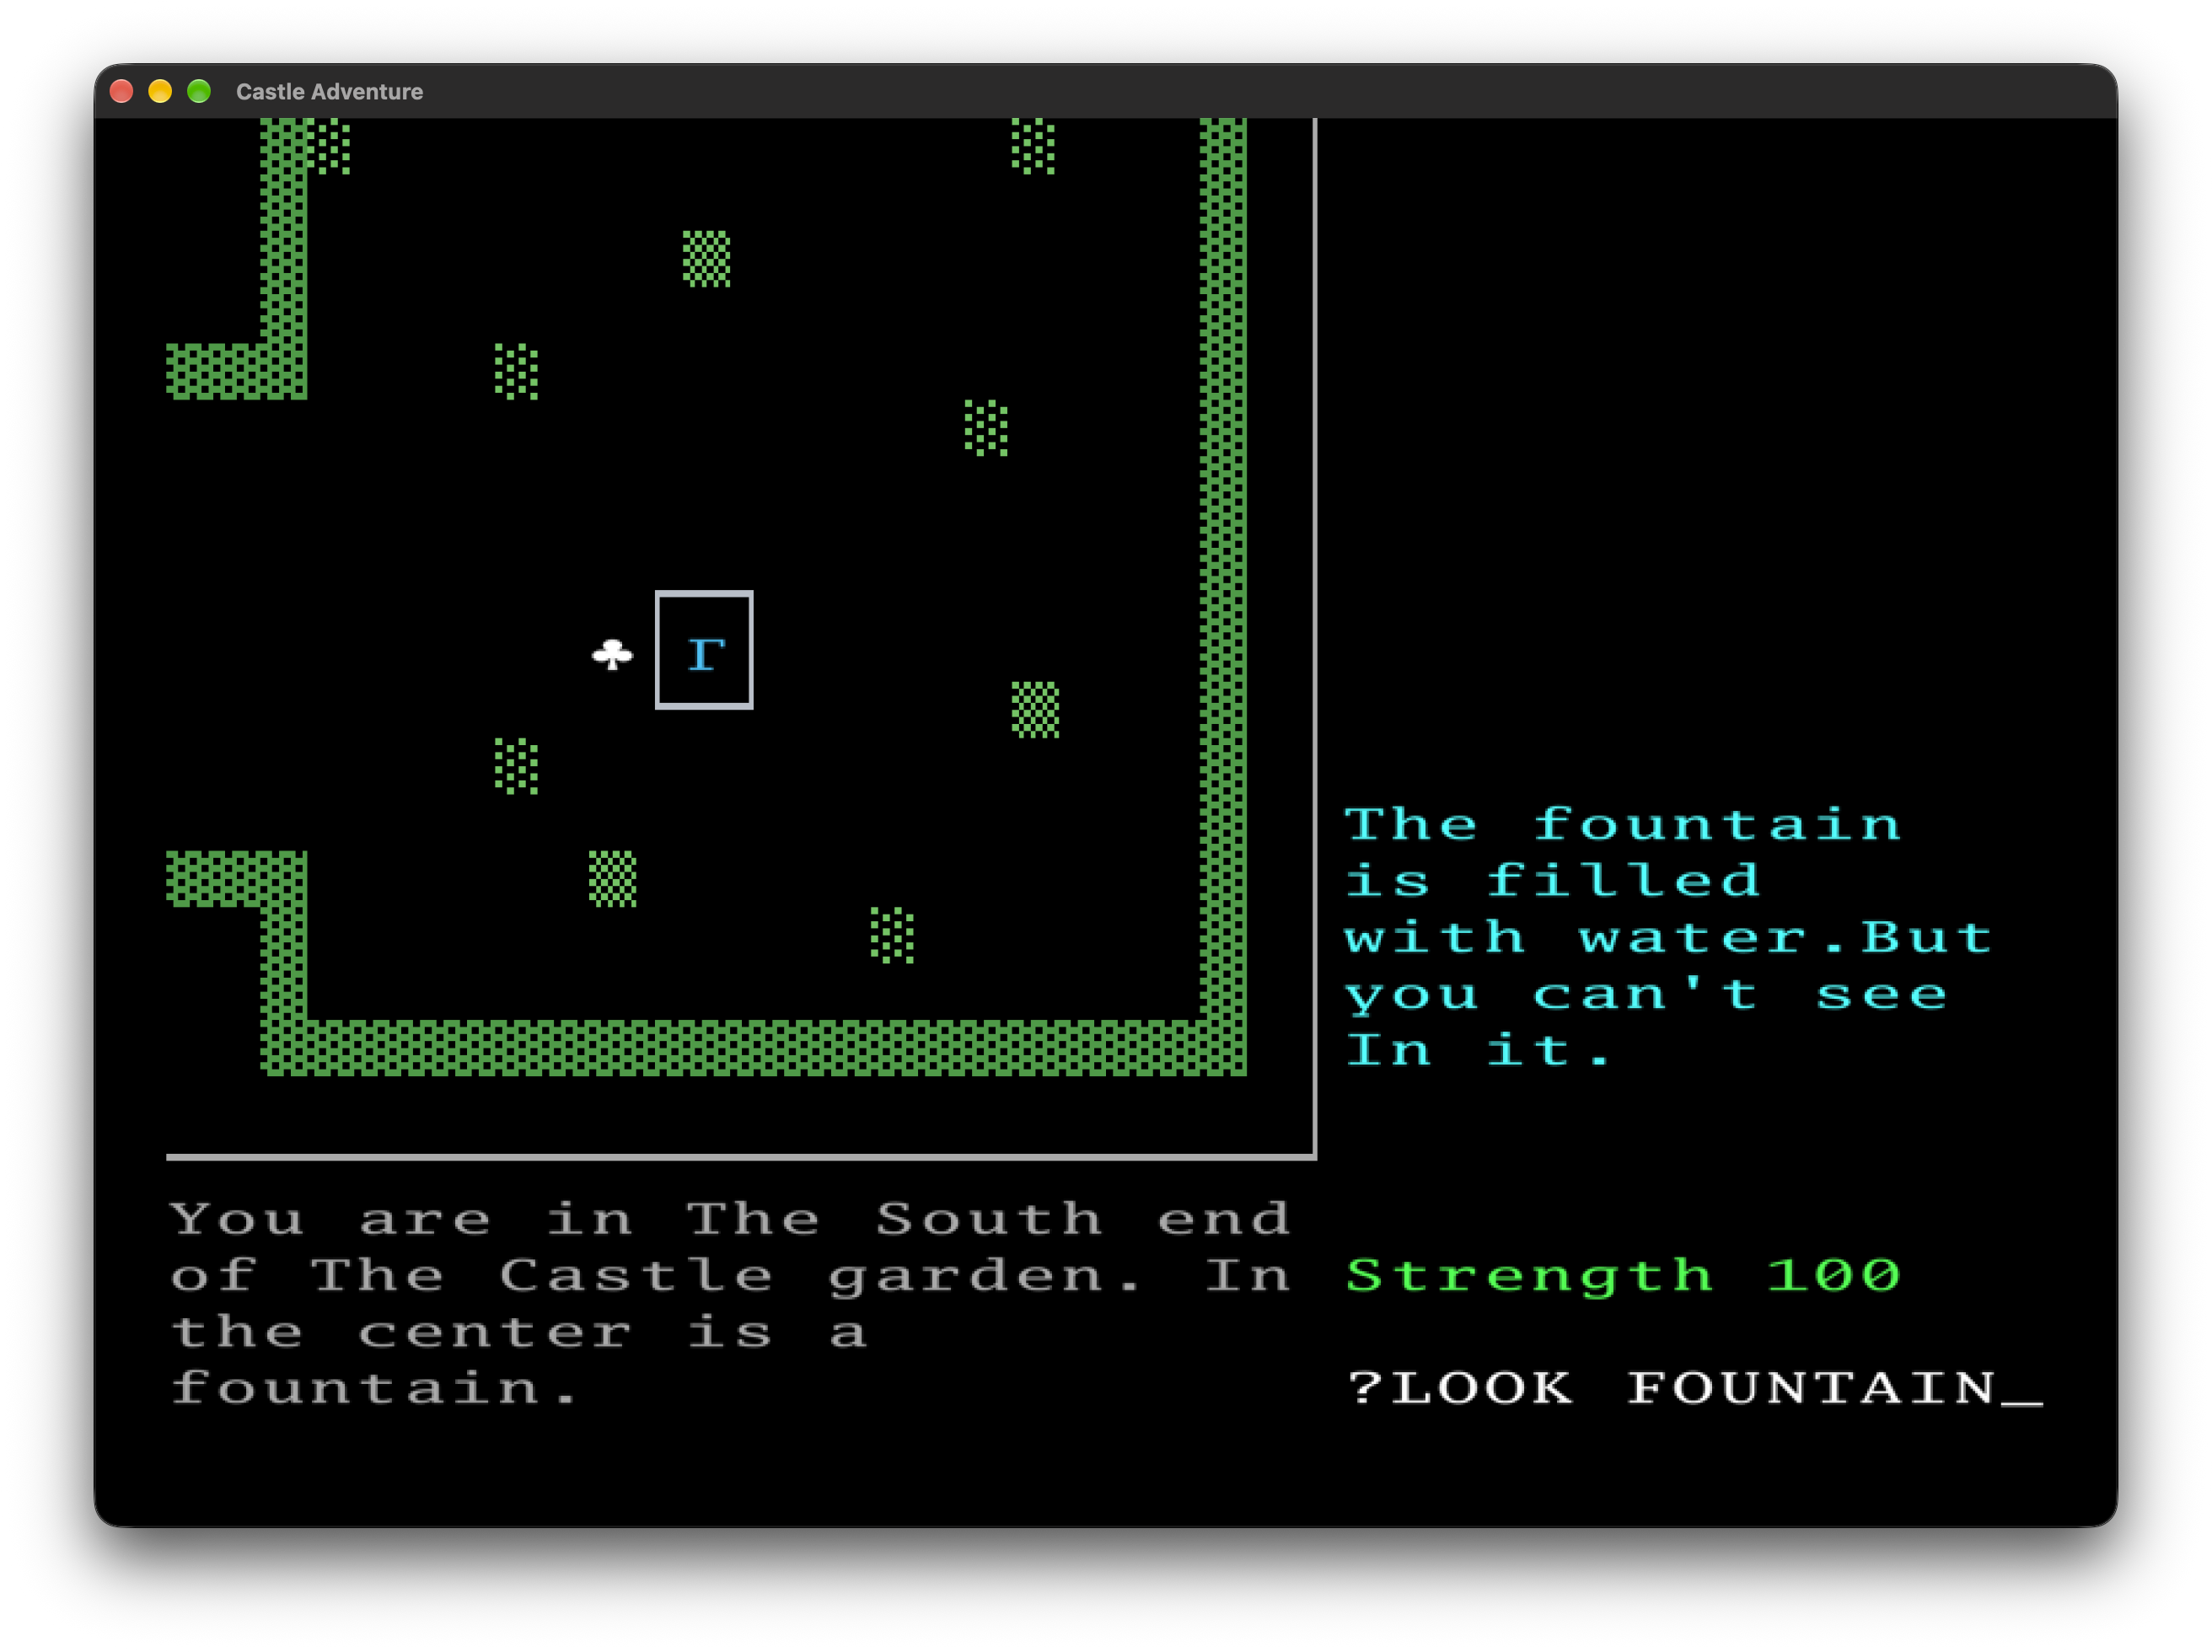 Castle Adventure
Γ
The fountain
is filled
with water.But
you can't see
In it.
You are in The South end
of The Castle garden. In
the center is a
fountain.
Strength 100
?LOOK FOUNTAIN_